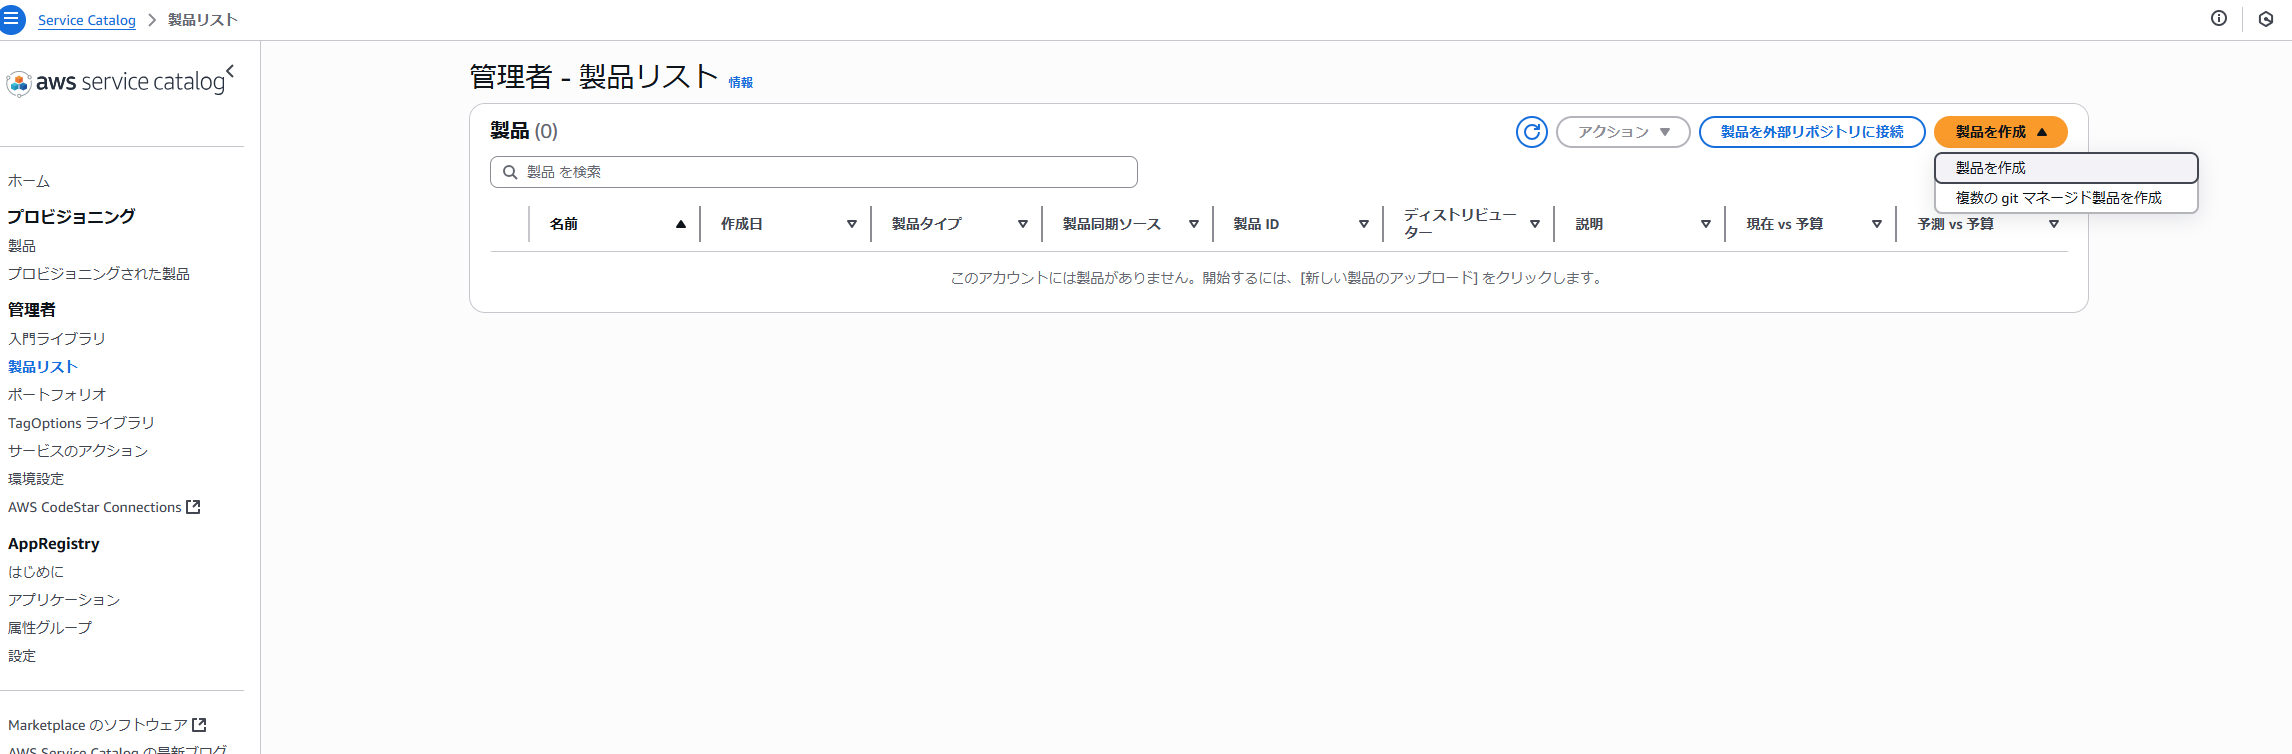 Service Catalog > 製品リスト
aws service catalog
ホーム
プロビジョニング
製品
プロビジョニングされた製品
管理者
入門ライブラリ
製品リスト
ポートフォリオ
TagOptions ライブラリ
サービスのアクション
環境設定
AWS CodeStar Connections
AppRegistry
はじめに
アプリケーション
属性グループ
設定
Marketplace のソフトウェア
AWS Service Catalog の最新ブログ
管理者 - 製品リスト 情報
製品 (0)
アクション
製品を外部リポジトリに接続
製品を作成
製品を作成
複数の git マネージド製品を作成
製品 を検索
名前
作成日
製品タイプ
製品同期ソース
製品 ID
ディストリビュー
ター
説明
現在 vs 予算
予測 vs 予算
このアカウントには製品がありません。開始するには、[新しい製品のアップロード] をクリックします。